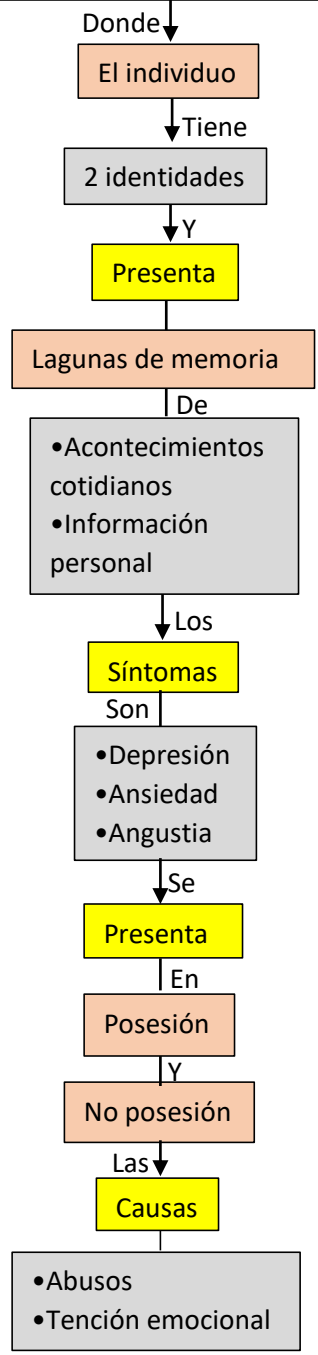 Donde
El individuo
Tiene
2 identidades
Y
Presenta
Lagunas de memoria
De
•Acontecimientos
cotidianos
•Información
personal
Los
Síntomas
Son
•Depresión
•Ansiedad
•Angustia
Se
Presenta
En
Posesión
Y
No posesión
Las
Causas
•Abusos
•Tención emocional